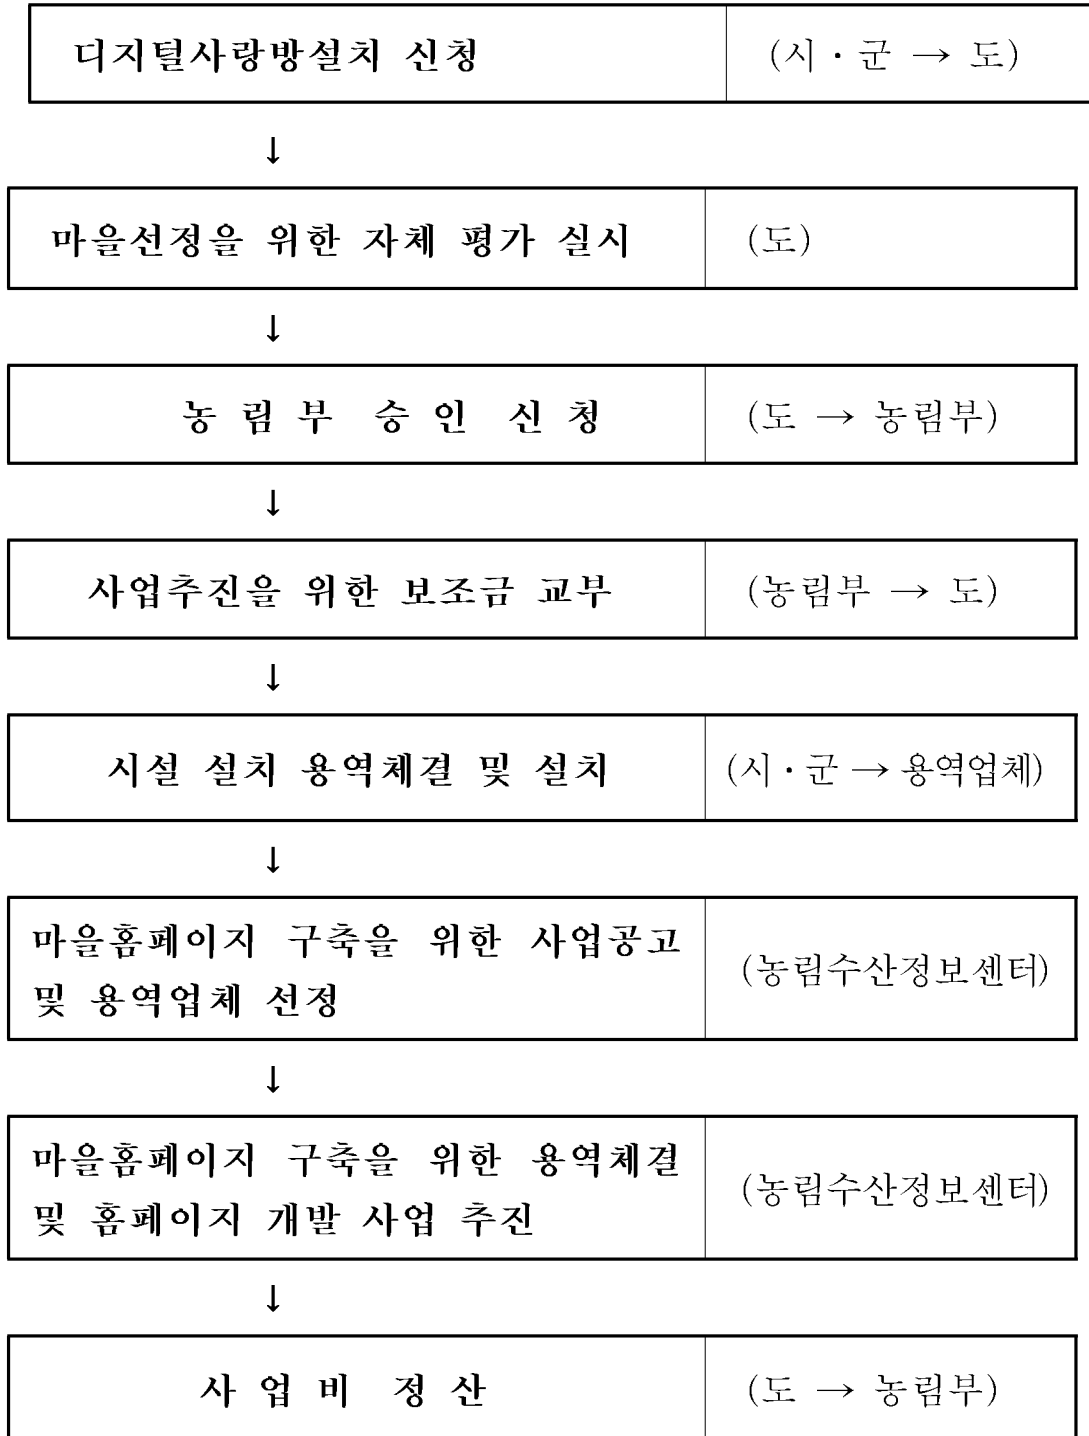 디지털사랑방설치 신청 (시·군 → 도)
↓
마을선정을 위한 자체 평가 실시 (도)
↓
농 림 부 승 인 신 청 (도 → 농림부)
↓
사업추진을 위한 보조금 교부 (농림부 → 도)
↓
시설 설치 용역체결 및 설치 (시·군 → 용역업체)
↓
마을홈페이지 구축을 위한 사업공고
및 용역업체 선정
(농림수산정보센터)
↓
마을홈페이지 구축을 위한 용역체결
및 홈페이지 개발 사업 추진
(농림수산정보센터)
↓
사 업 비 정 산 (도 → 농림부)